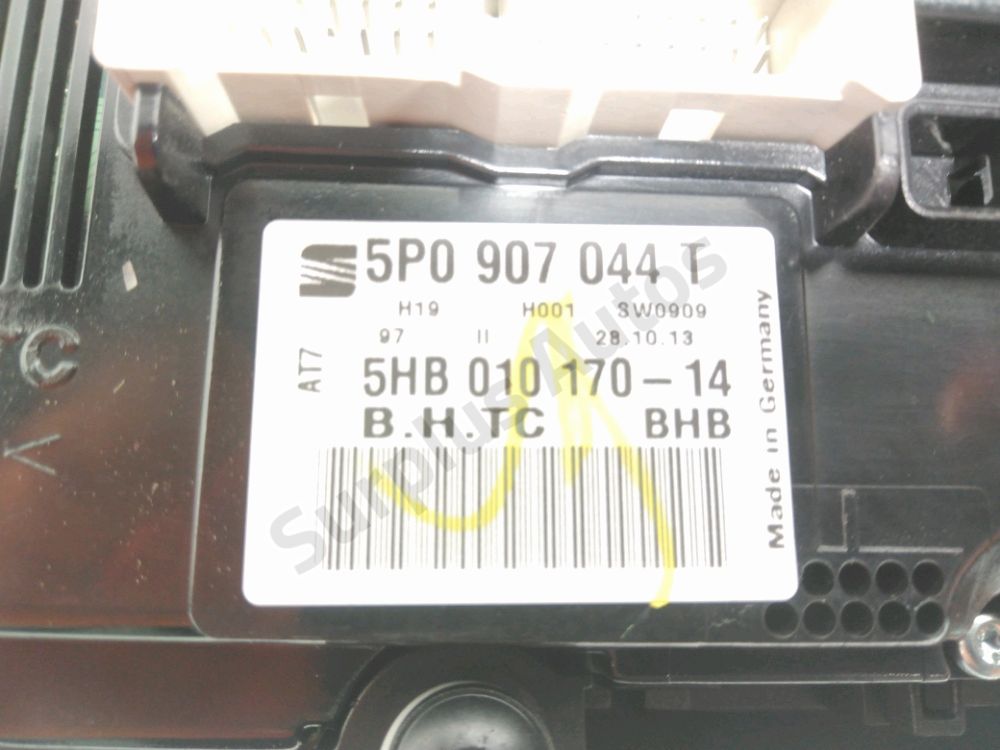 5P0 907 044 T
H19 H001 SW0909
97 II 28.10.13
AT7
5HB 010 170-14
B.H.TC BHB
Made in Germany
Surplus Autos